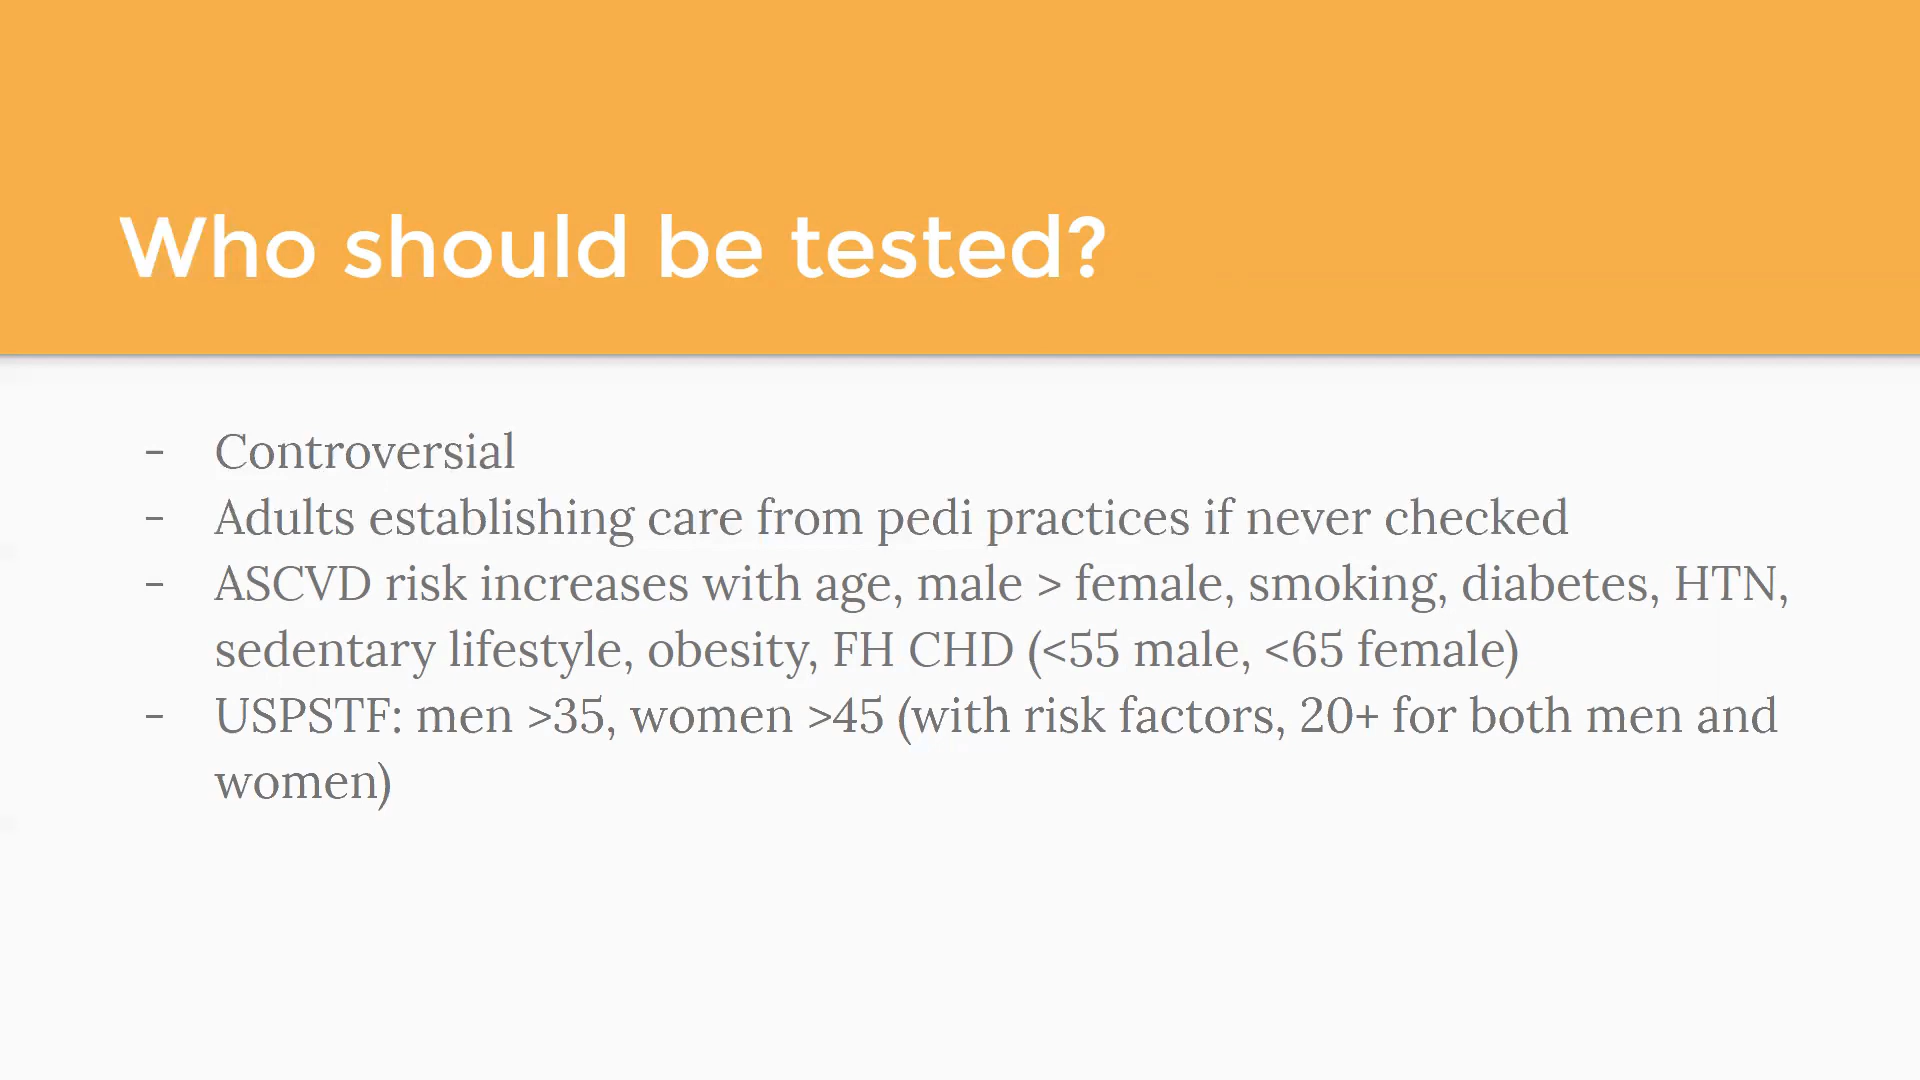 Who should be tested?
- Controversial
- Adults establishing care from pedi practices if never checked
- ASCVD risk increases with age, male > female, smoking, diabetes, HTN,
sedentary lifestyle, obesity, FH CHD (<55 male, <65 female)
- USPSTF: men >35, women >45 (with risk factors, 20+ for both men and
women)